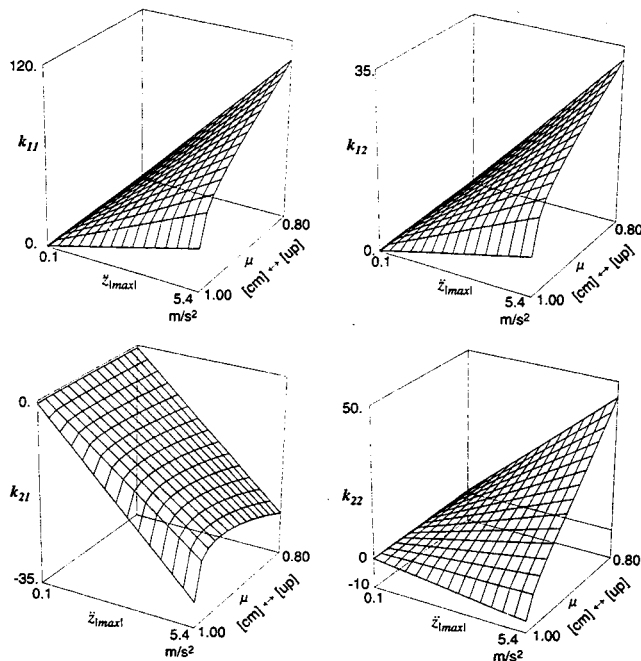 120.
k₁₁
0.
0.1
z̈|max|
5.4
m/s²
1.00
μ
[cm] ↔ [up]
0.80
35.
k₁₂
0.
0.1
z̈|max|
5.4
m/s²
1.00
μ
[cm] ↔ [up]
0.80
0.
k₂₁
-35.
0.1
z̈|max|
5.4
m/s²
1.00
μ
[cm] ↔ [up]
0.80
50.
k₂₂
0
-10
0.1
z̈|max|
5.4
m/s²
1.00
μ
[cm] ↔ [up]
0.80